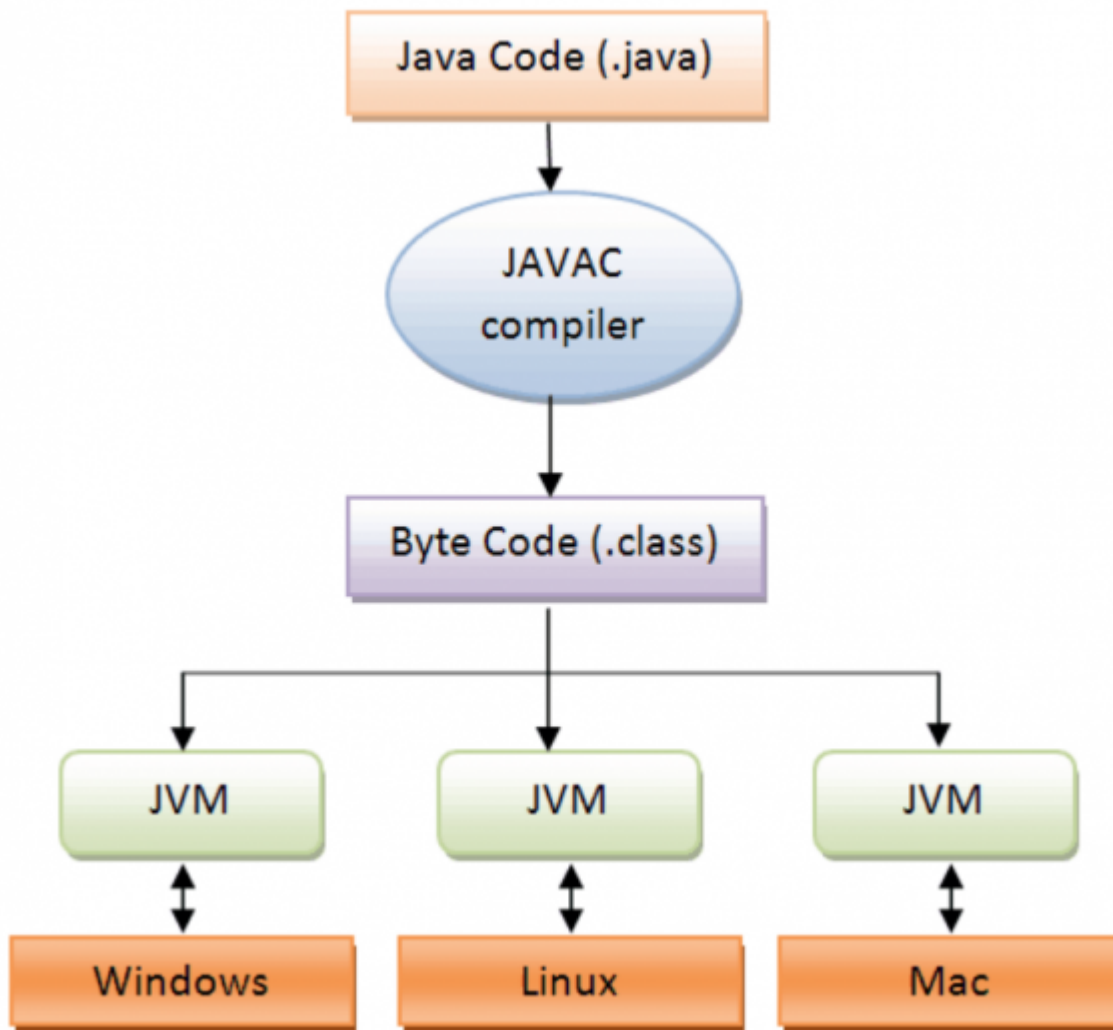 Java Code (.java)
JAVAC
compiler
Byte Code (.class)
JVM
JVM
JVM
Windows
Linux
Mac